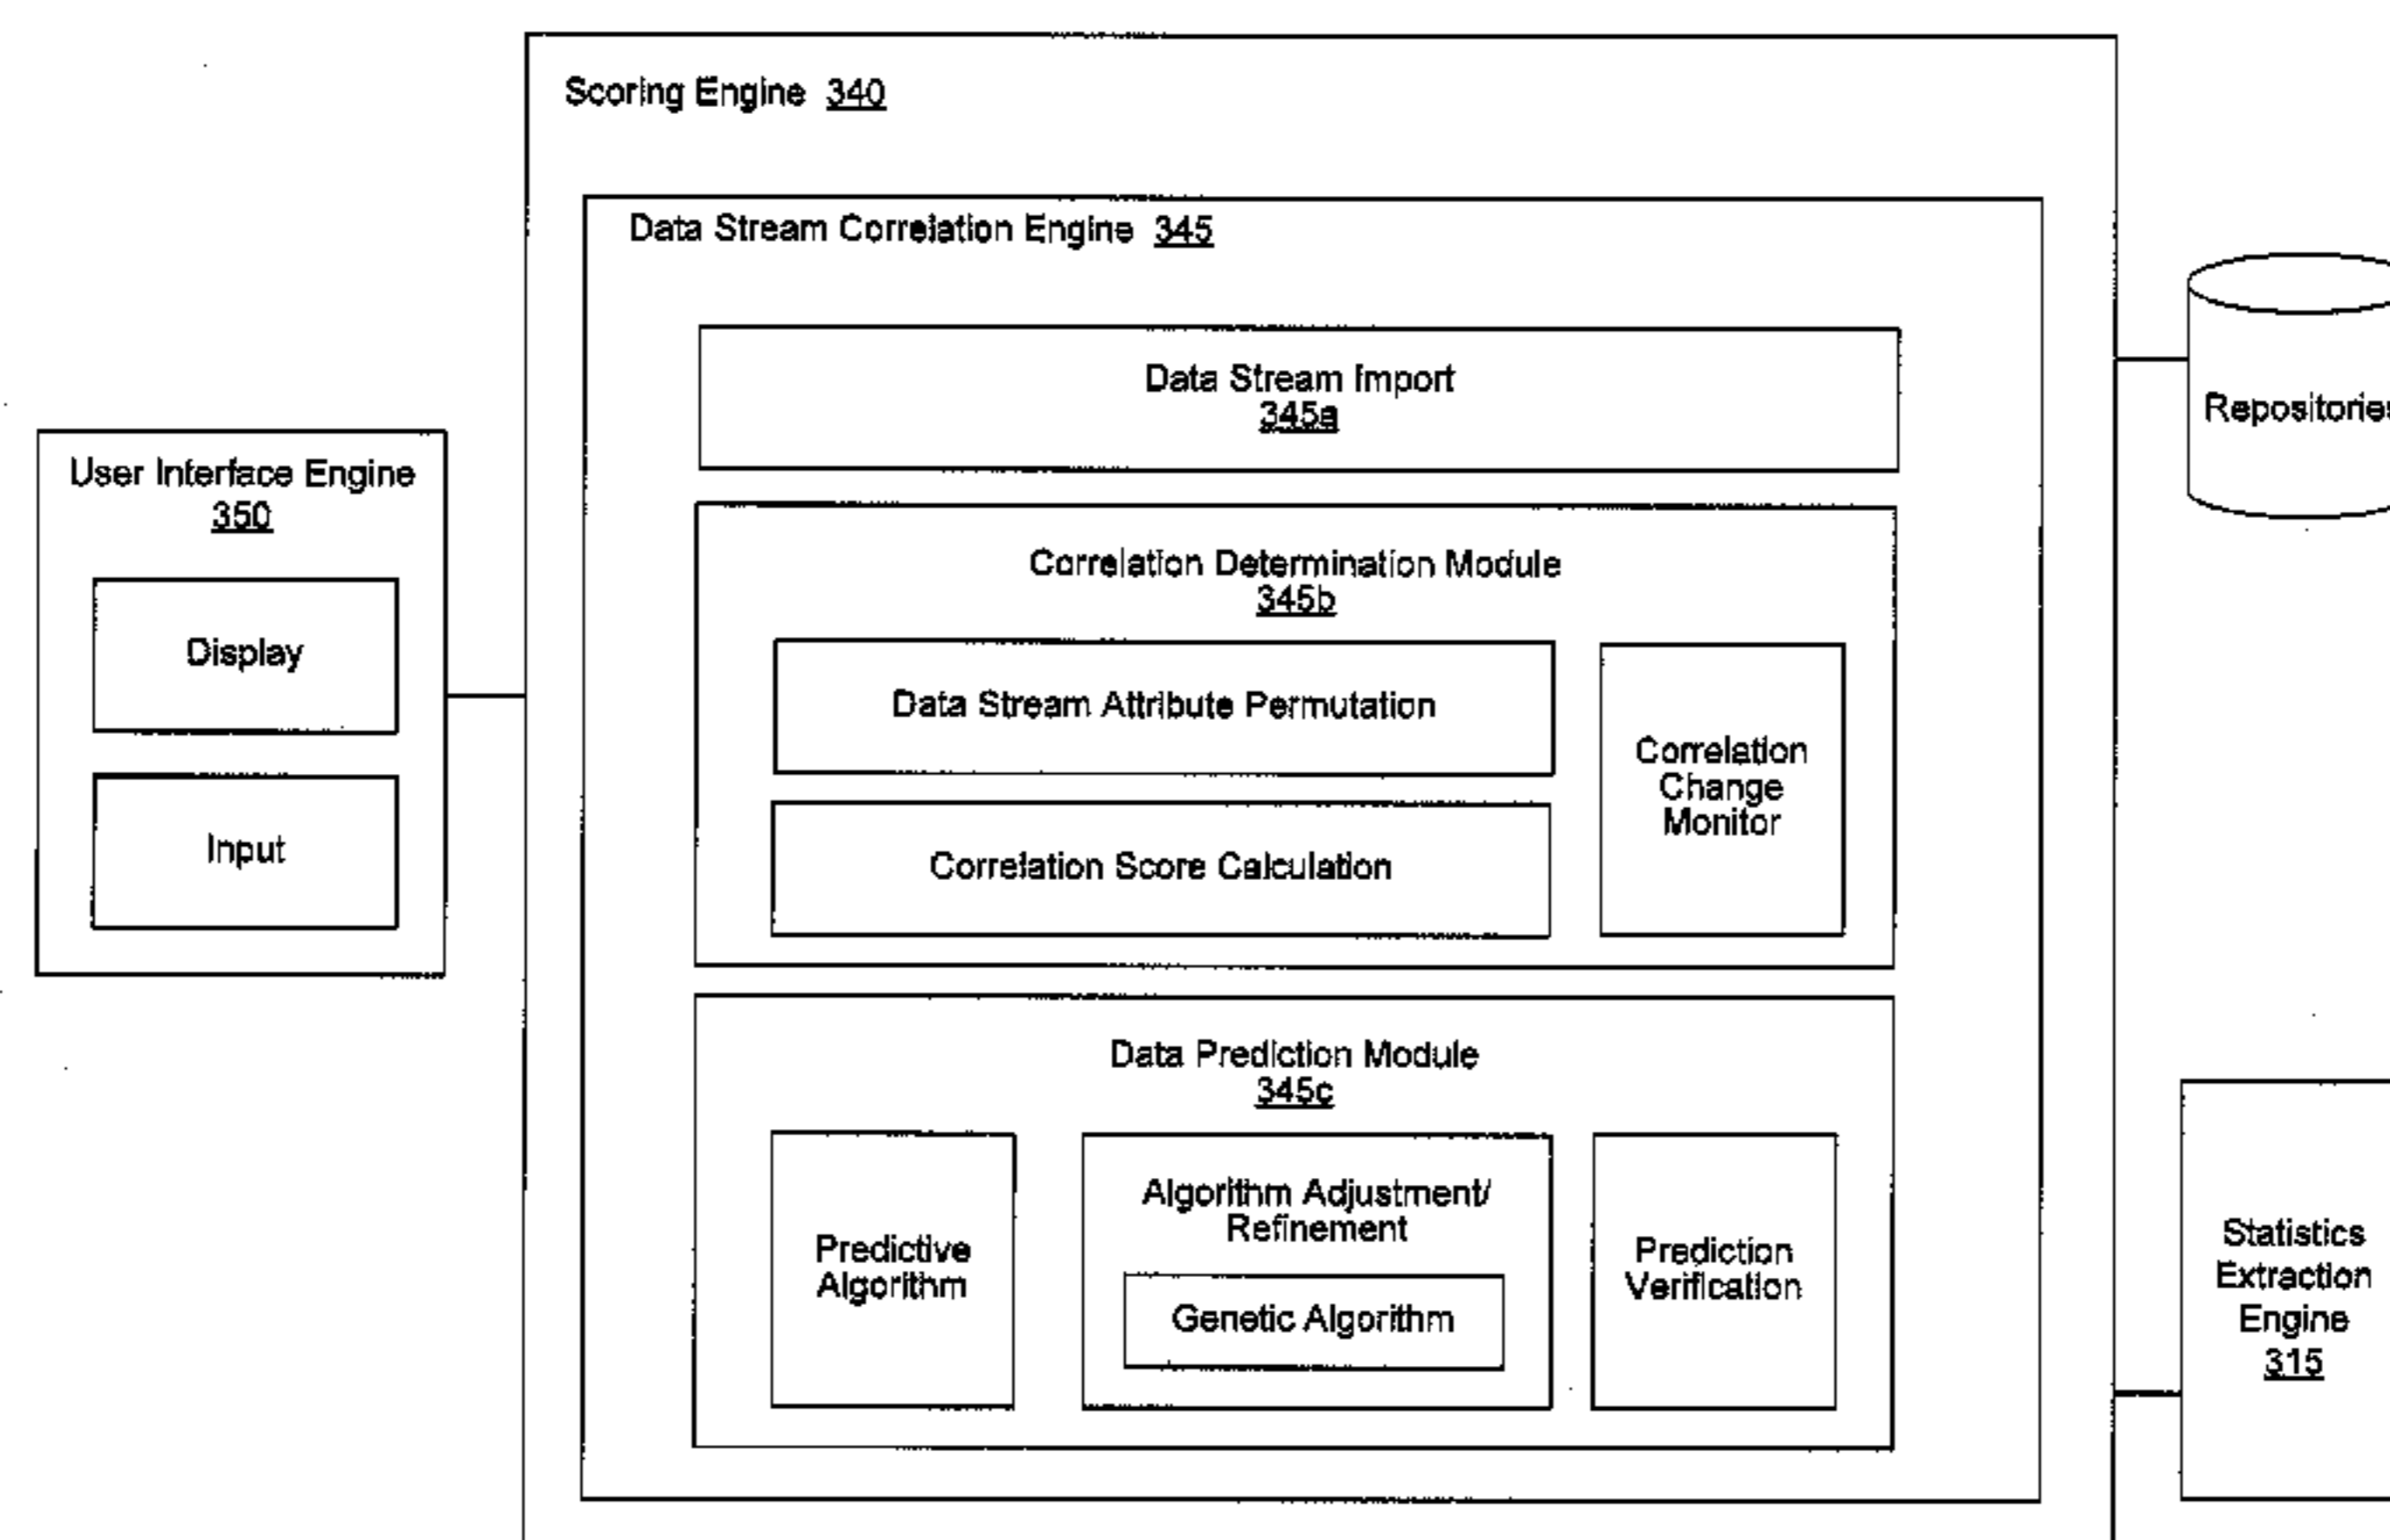 Scoring Engine 340
Data Stream Correlation Engine 345
Data Stream Import
345a
User Interface Engine
350
Display
Input
Correlation Determination Module
345b
Data Stream Attribute Permutation
Correlation Score Calculation
Correlation
Change
Monitor
Data Prediction Module
345c
Predictive
Algorithm
Algorithm Adjustment/
Refinement
Genetic Algorithm
Prediction
Verification
Repositories
Statistics
Extraction
Engine
315